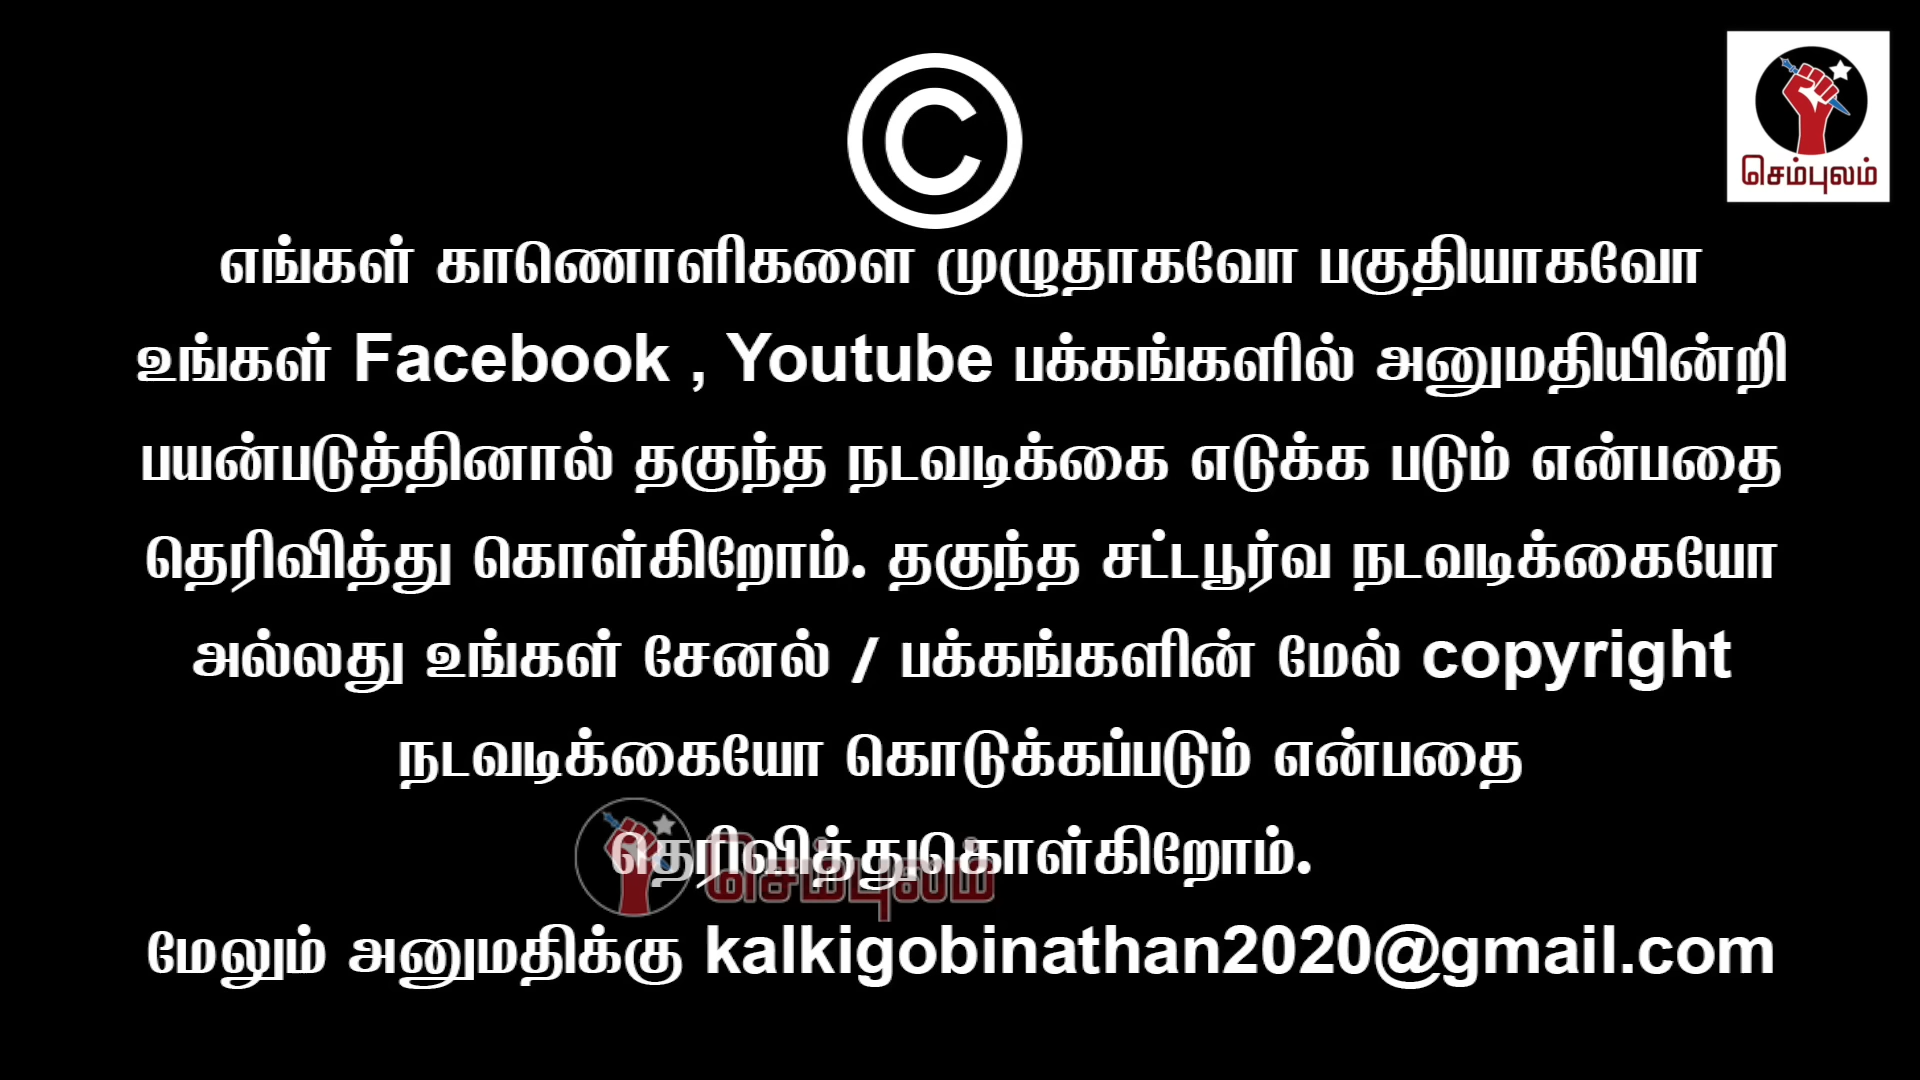 ©
செம்புலம்
எங்கள் காணொளிகளை முழுதாகவோ பகுதியாகவோ
உங்கள் Facebook , Youtube பக்கங்களில் அனுமதியின்றி
பயன்படுத்தினால் தகுந்த நடவடிக்கை எடுக்க படும் என்பதை
தெரிவித்து கொள்கிறோம். தகுந்த சட்டபூர்வ நடவடிக்கையோ
அல்லது உங்கள் சேனல் / பக்கங்களின் மேல் copyright
நடவடிக்கையோ கொடுக்கப்படும் என்பதை
தெரிவித்துகொள்கிறோம்.
செம்புலம்
மேலும் அனுமதிக்கு kalkigobinathan2020@gmail.com